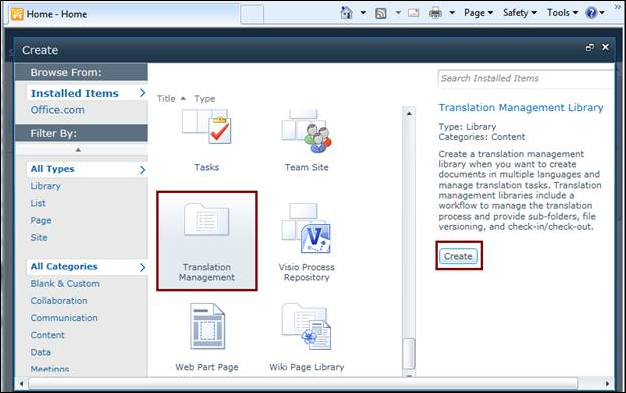 Home - Home
Page
Safety
Tools
Create
Browse From:
Installed Items
Office.com
Filter By:
All Types
Library
List
Page
Site
All Categories
Blank & Custom
Collaboration
Communication
Content
Data
Meetings
Title Type
Tasks
Team Site
Translation
Management
Visio Process
Repository
Web Part Page
Wiki Page Library
Search Installed Items
Translation Management Library
Type: Library
Categories: Content
Create a translation management
library when you want to create
documents in multiple languages and
manage translation tasks. Translation
management libraries include a
workflow to manage the translation
process and provide sub-folders, file
versioning, and check-in/check-out.
Create